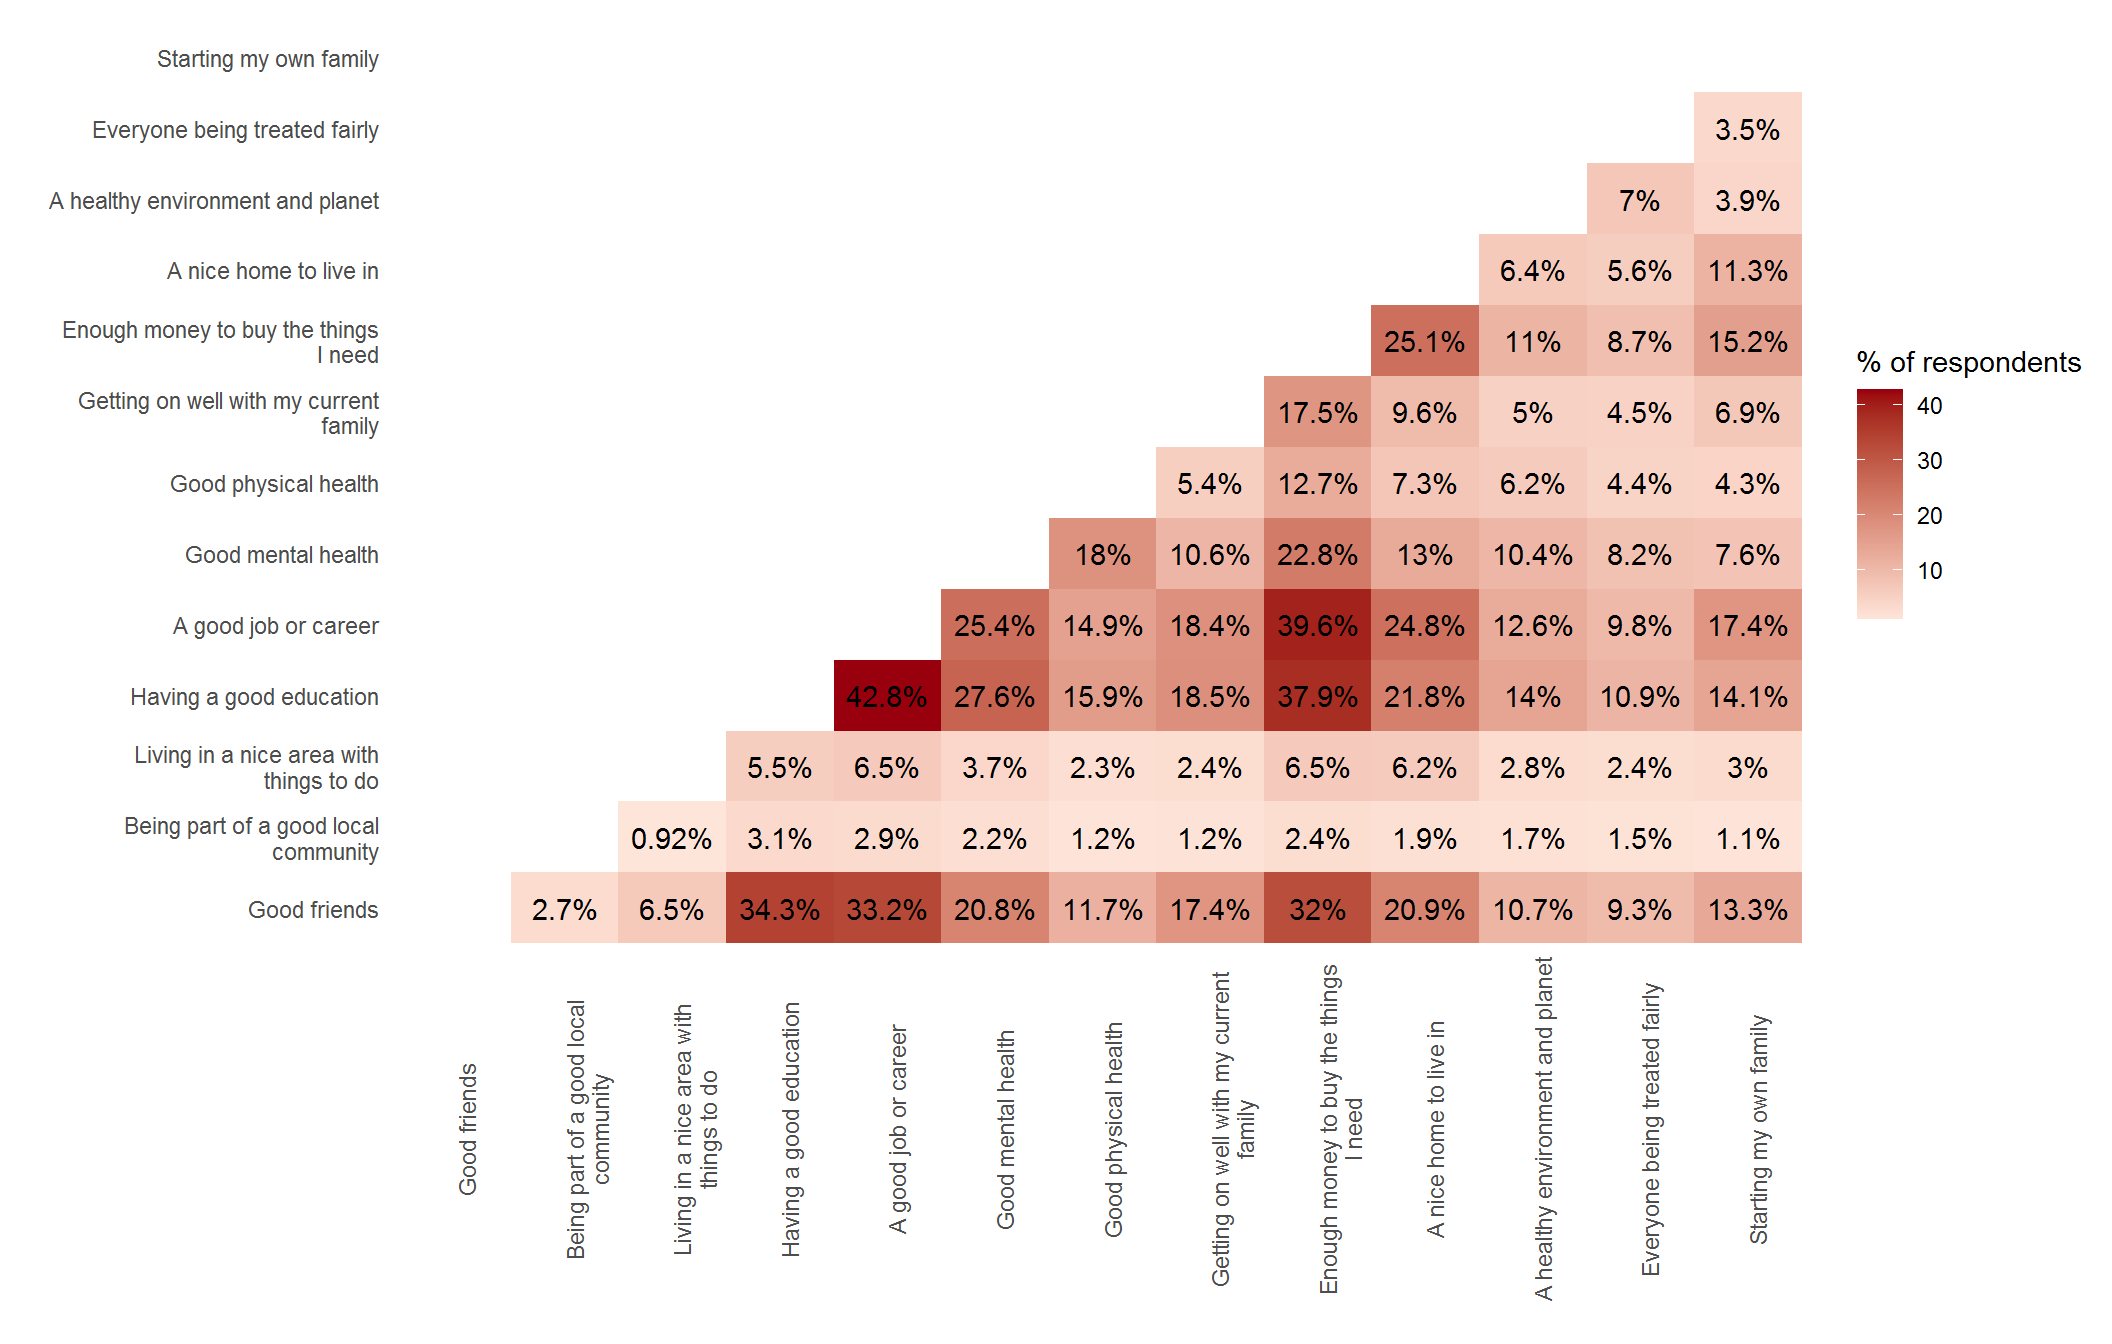 Starting my own family
Everyone being treated fairly
3.5%
A healthy environment and planet
7% 3.9%
A nice home to live in
6.4% 5.6% 11.3%
Enough money to buy the things
I need
25.1% 11% 8.7% 15.2%
Getting on well with my current
family
17.5% 9.6% 5% 4.5% 6.9%
Good physical health
5.4% 12.7% 7.3% 6.2% 4.4% 4.3%
Good mental health
18% 10.6% 22.8% 13% 10.4% 8.2% 7.6%
A good job or career
25.4% 14.9% 18.4% 39.6% 24.8% 12.6% 9.8% 17.4%
Having a good education
42.8% 27.6% 15.9% 18.5% 37.9% 21.8% 14% 10.9% 14.1%
Living in a nice area with
things to do
5.5% 6.5% 3.7% 2.3% 2.4% 6.5% 6.2% 2.8% 2.4% 3%
Being part of a good local
community
0.92% 3.1% 2.9% 2.2% 1.2% 1.2% 2.4% 1.9% 1.7% 1.5% 1.1%
Good friends
2.7% 6.5% 34.3% 33.2% 20.8% 11.7% 17.4% 32% 20.9% 10.7% 9.3% 13.3%
Good friends
Being part of a good local
community
Living in a nice area with
things to do
Having a good education
A good job or career
Good mental health
Good physical health
Getting on well with my current
family
Enough money to buy the things
I need
A nice home to live in
A healthy environment and planet
Everyone being treated fairly
Starting my own family
% of respondents
40
30
20
10